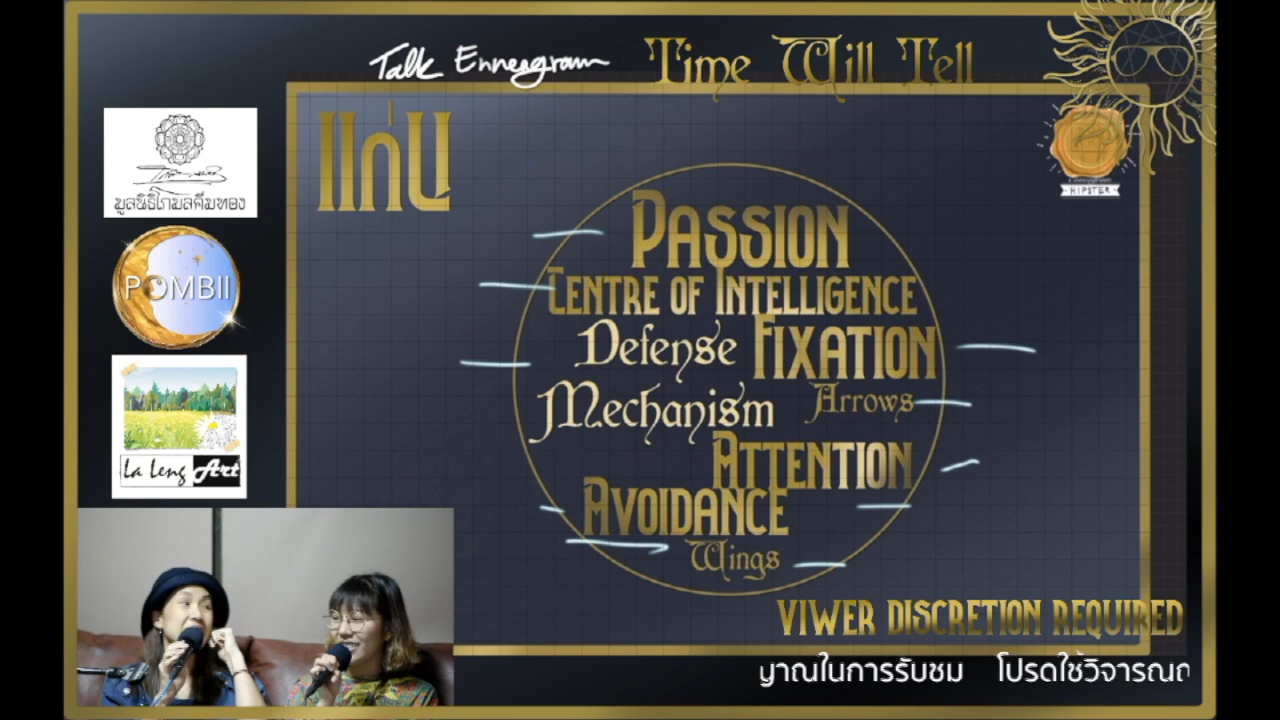 Talk Enneagram Time Will Tell
แก่น
HIPSTER
มูลนิธิโกมลคีมทอง
POMBII
La Leng Art
PASSION
CENTRE OF INTELLIGENCE
Defense FIXATION
Mechanism Arrows
ATTENTION
AVOIDANCE
Wings
VIWER DISCRETION REQUIRED
ญาณในการรับชม โปรดใช้วิจารณญ